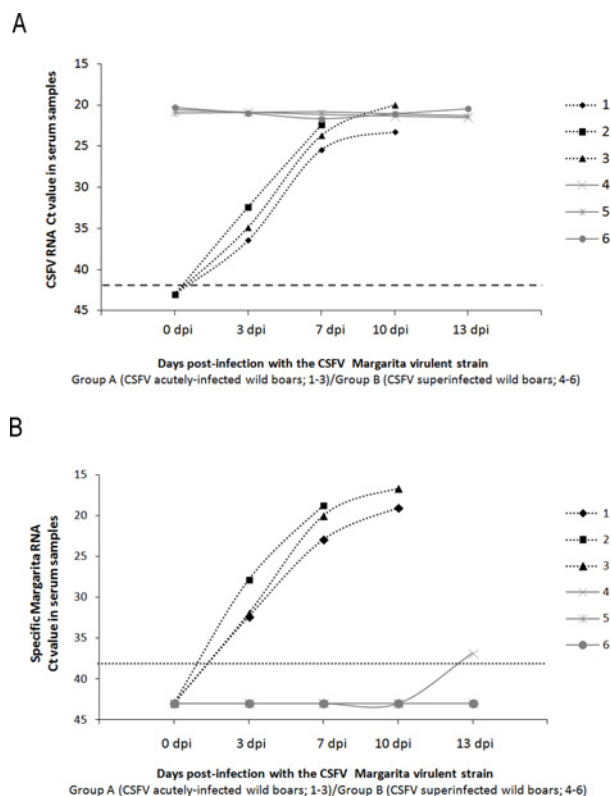 A
CSFV RNA Ct value in serum samples
15
20
25
30
35
40
45
0 dpi 3 dpi 7 dpi 10 dpi 13 dpi
1
2
3
4
5
6
Days post-infection with the CSFV Margarita virulent strain
Group A (CSFV acutely-infected wild boars; 1-3)/Group B (CSFV superinfected wild boars; 4-6)
B
Specific Margarita RNA
Ct value in serum samples
15
20
25
30
35
40
45
0 dpi 3 dpi 7 dpi 10 dpi 13 dpi
1
2
3
4
5
6
Days post-infection with the CSFV Margarita virulent strain
Group A (CSFV acutely-infected wild boars; 1-3)/Group B (CSFV superinfected wild boars; 4-6)